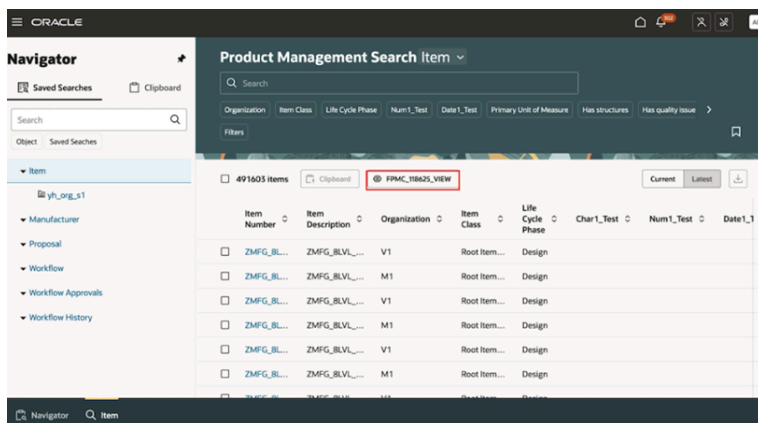 ORACLE
302
Navigator
Saved Searches
Clipboard
Search
Object
Saved Seaches
Item
yh_org_s1
Manufacturer
Proposal
Workflow
Workflow Approvals
Workflow History
Product Management Search Item
Search
Organization
Item Class
Life Cycle Phase
Num1_Test
Date1_Test
Primary Unit of Measure
Has structures
Has quality issue
Filters
491603 items
Clipboard
FPMC_118625_VIEW
Current
Latest
Item Number
Item Description
Organization
Item Class
Life Cycle Phase
Char1_Test
Num1_Test
Date1_T
ZMFG_BL... ZMFG_BLVL_... V1 Root Item... Design
ZMFG_BL... ZMFG_BLVL_... M1 Root Item... Design
ZMFG_BL... ZMFG_BLVL_... V1 Root Item... Design
ZMFG_BL... ZMFG_BLVL_... M1 Root Item... Design
ZMFG_BL... ZMFG_BLVL_... V1 Root Item... Design
ZMFG_BL... ZMFG_BLVL_... M1 Root Item... Design
Navigator
Item